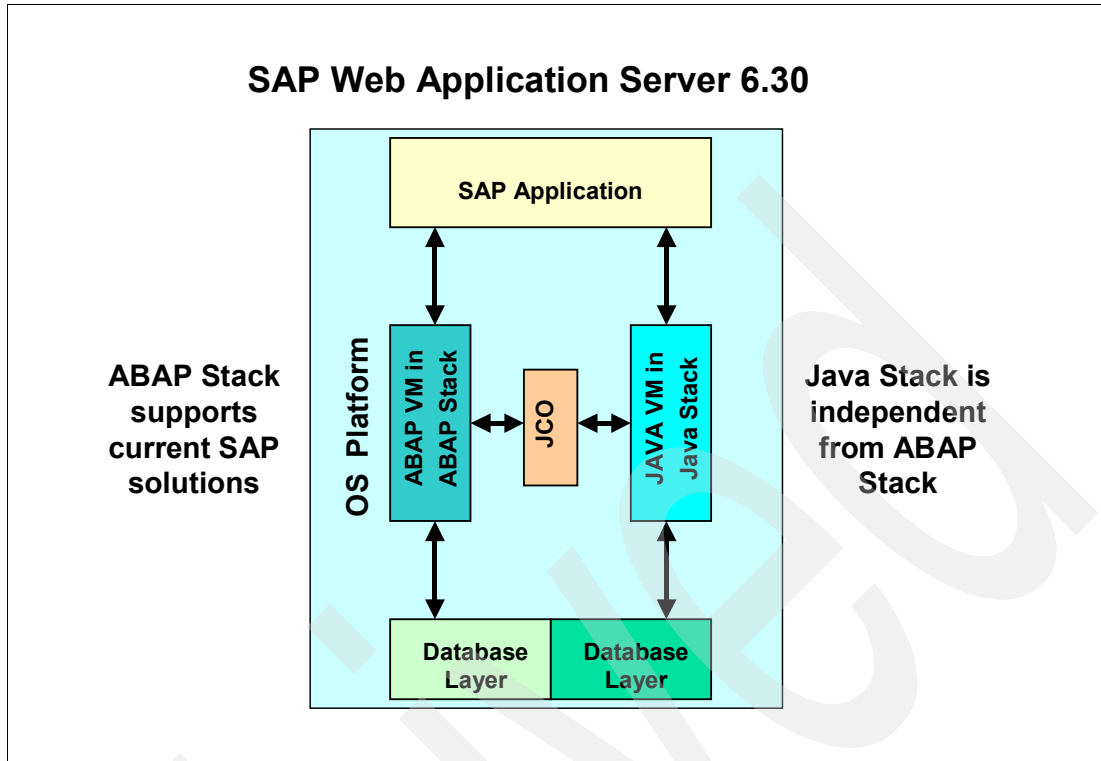 SAP Web Application Server 6.30
SAP Application
OS Platform
ABAP VM in
ABAP Stack
JCO
JAVA VM in
Java Stack
ABAP Stack
supports
current SAP
solutions
Java Stack is
independent
from ABAP
Stack
Database
Layer
Database
Layer